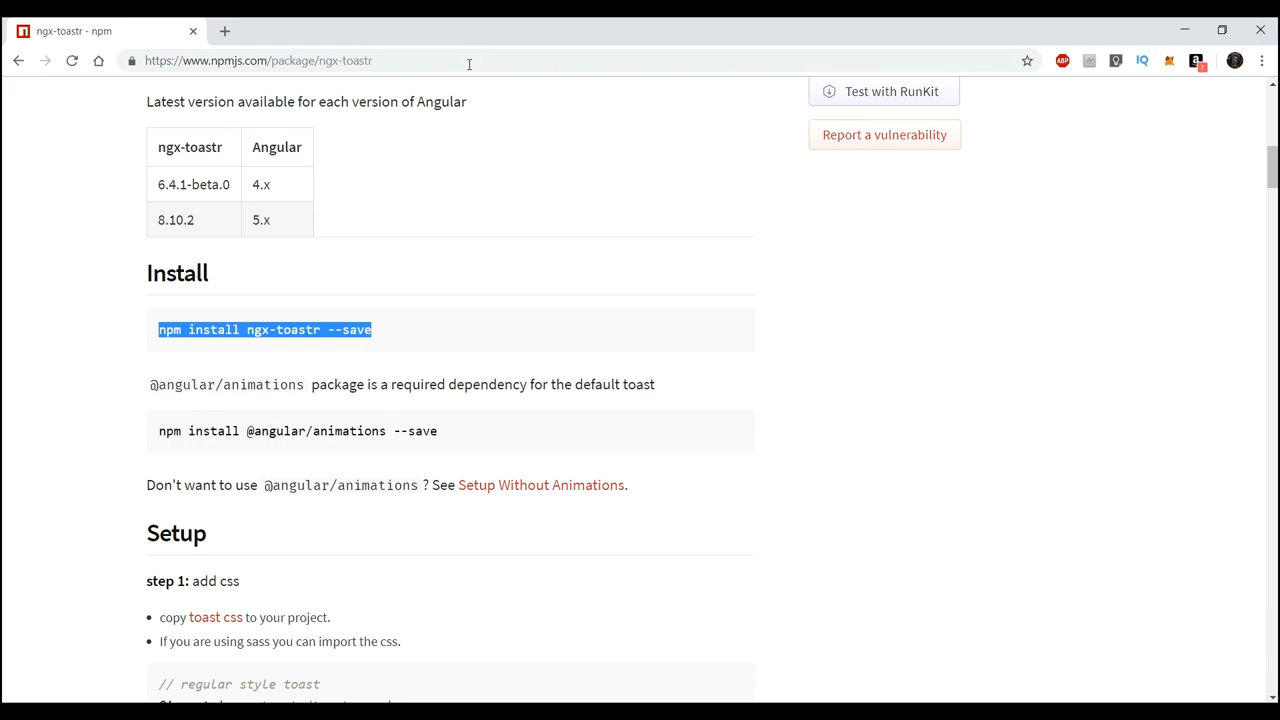 ngx-toastr - npm
https://www.npmjs.com/package/ngx-toastr
ABP
IQ
a
7
Latest version available for each version of Angular
Test with RunKit
Report a vulnerability
ngx-toastr Angular
6.4.1-beta.0 4.x
8.10.2 5.x
Install
npm install ngx-toastr --save
@angular/animations package is a required dependency for the default toast
npm install @angular/animations --save
Don't want to use @angular/animations ? See Setup Without Animations.
Setup
step 1: add css
copy toast css to your project.
If you are using sass you can import the css.
// regular style toast